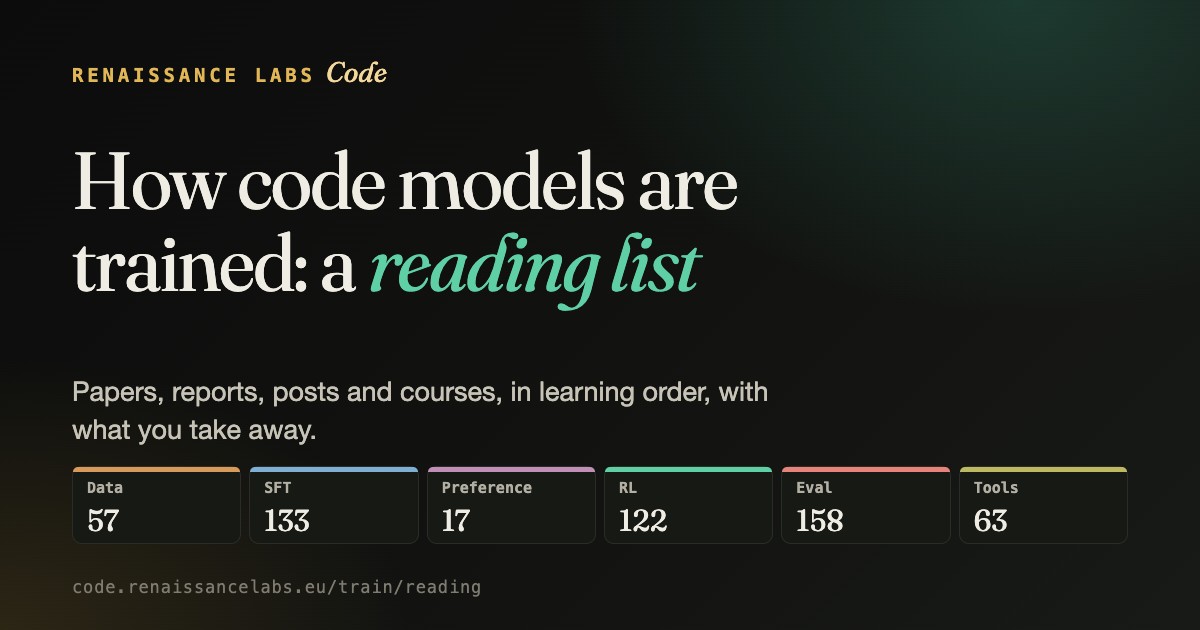 RENAISSANCE LABS Code
How code models are
trained: a reading list
Papers, reports, posts and courses, in learning order, with
what you take away.
Data
57
SFT
133
Preference
17
RL
122
Eval
158
Tools
63
code.renaissancelabs.eu/train/reading